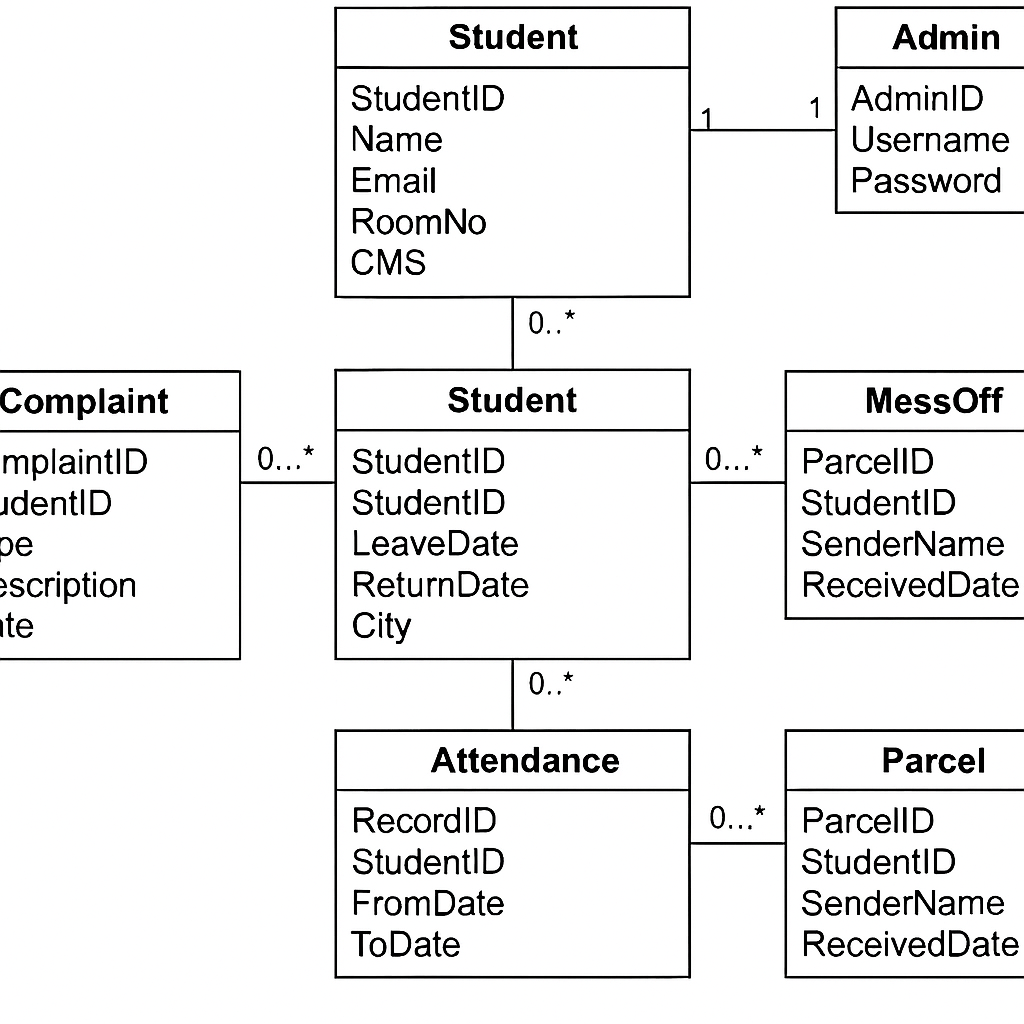 Student
StudentID
Name
Email
RoomNo
CMS
1
1
Admin
AdminID
Username
Password
0..*
Complaint
mplaintID
udentID
pe
escription
ate
0...*
Student
StudentID
StudentID
LeaveDate
ReturnDate
City
0...*
MessOff
ParcelID
StudentID
SenderName
ReceivedDate
0..*
Attendance
RecordID
StudentID
FromDate
ToDate
0...*
Parcel
ParcelID
StudentID
SenderName
ReceivedDate